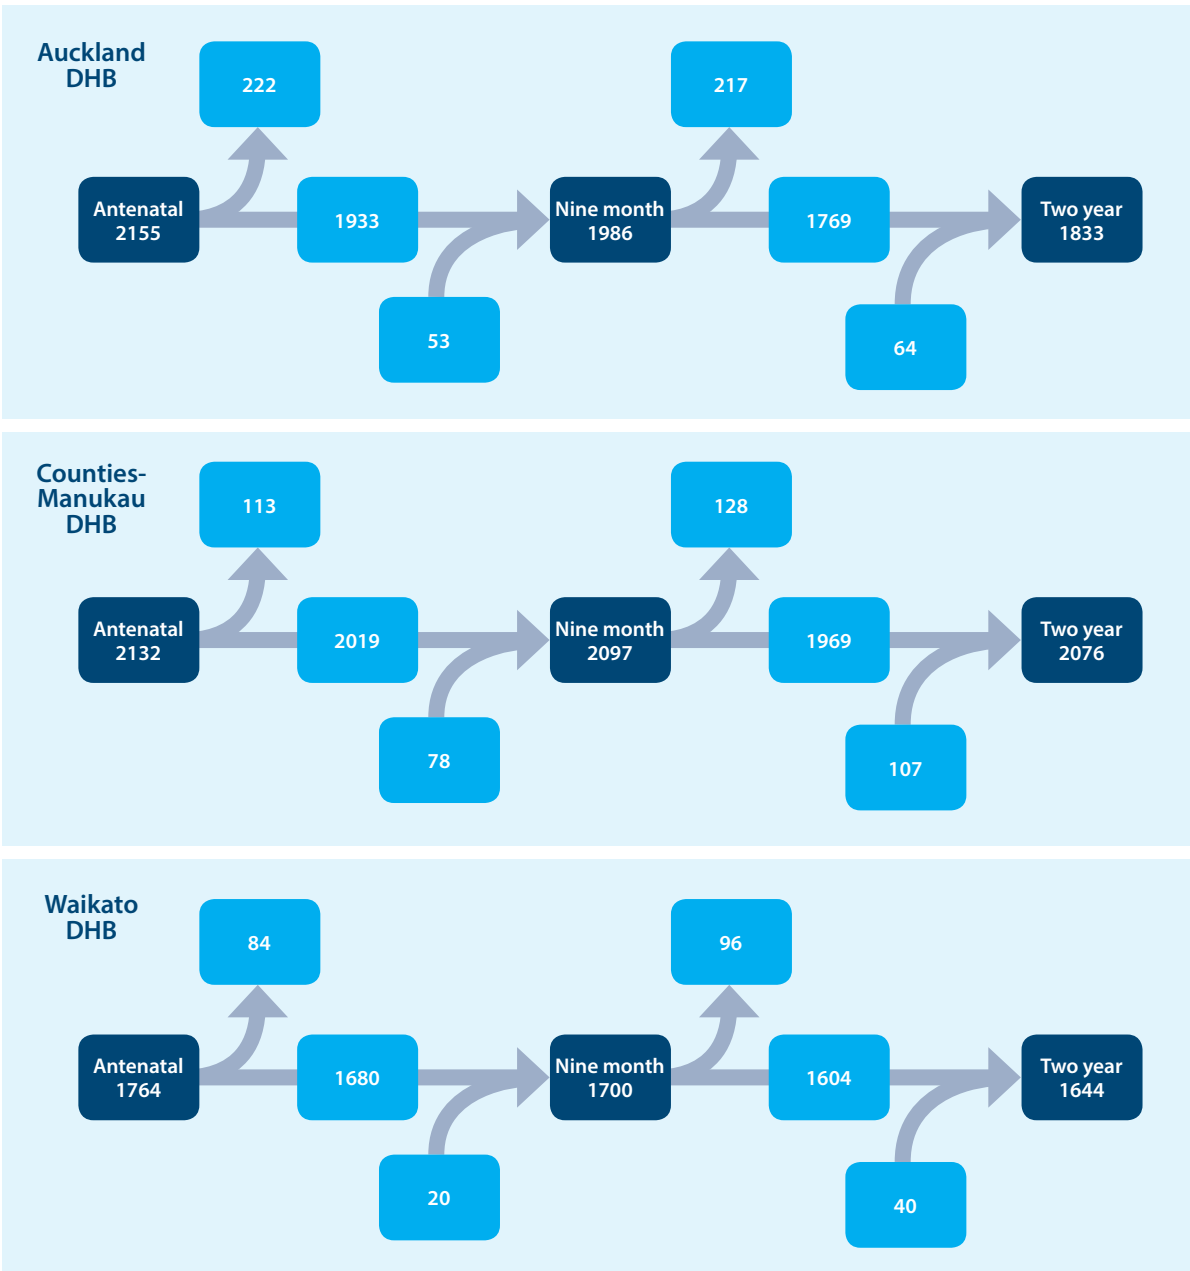 Auckland
DHB
222
217
Antenatal
2155
1933
Nine month
1986
1769
Two year
1833
53
64
Counties-
Manukau
DHB
113
128
Antenatal
2132
2019
Nine month
2097
1969
Two year
2076
78
107
Waikato
DHB
84
96
Antenatal
1764
1680
Nine month
1700
1604
Two year
1644
20
40